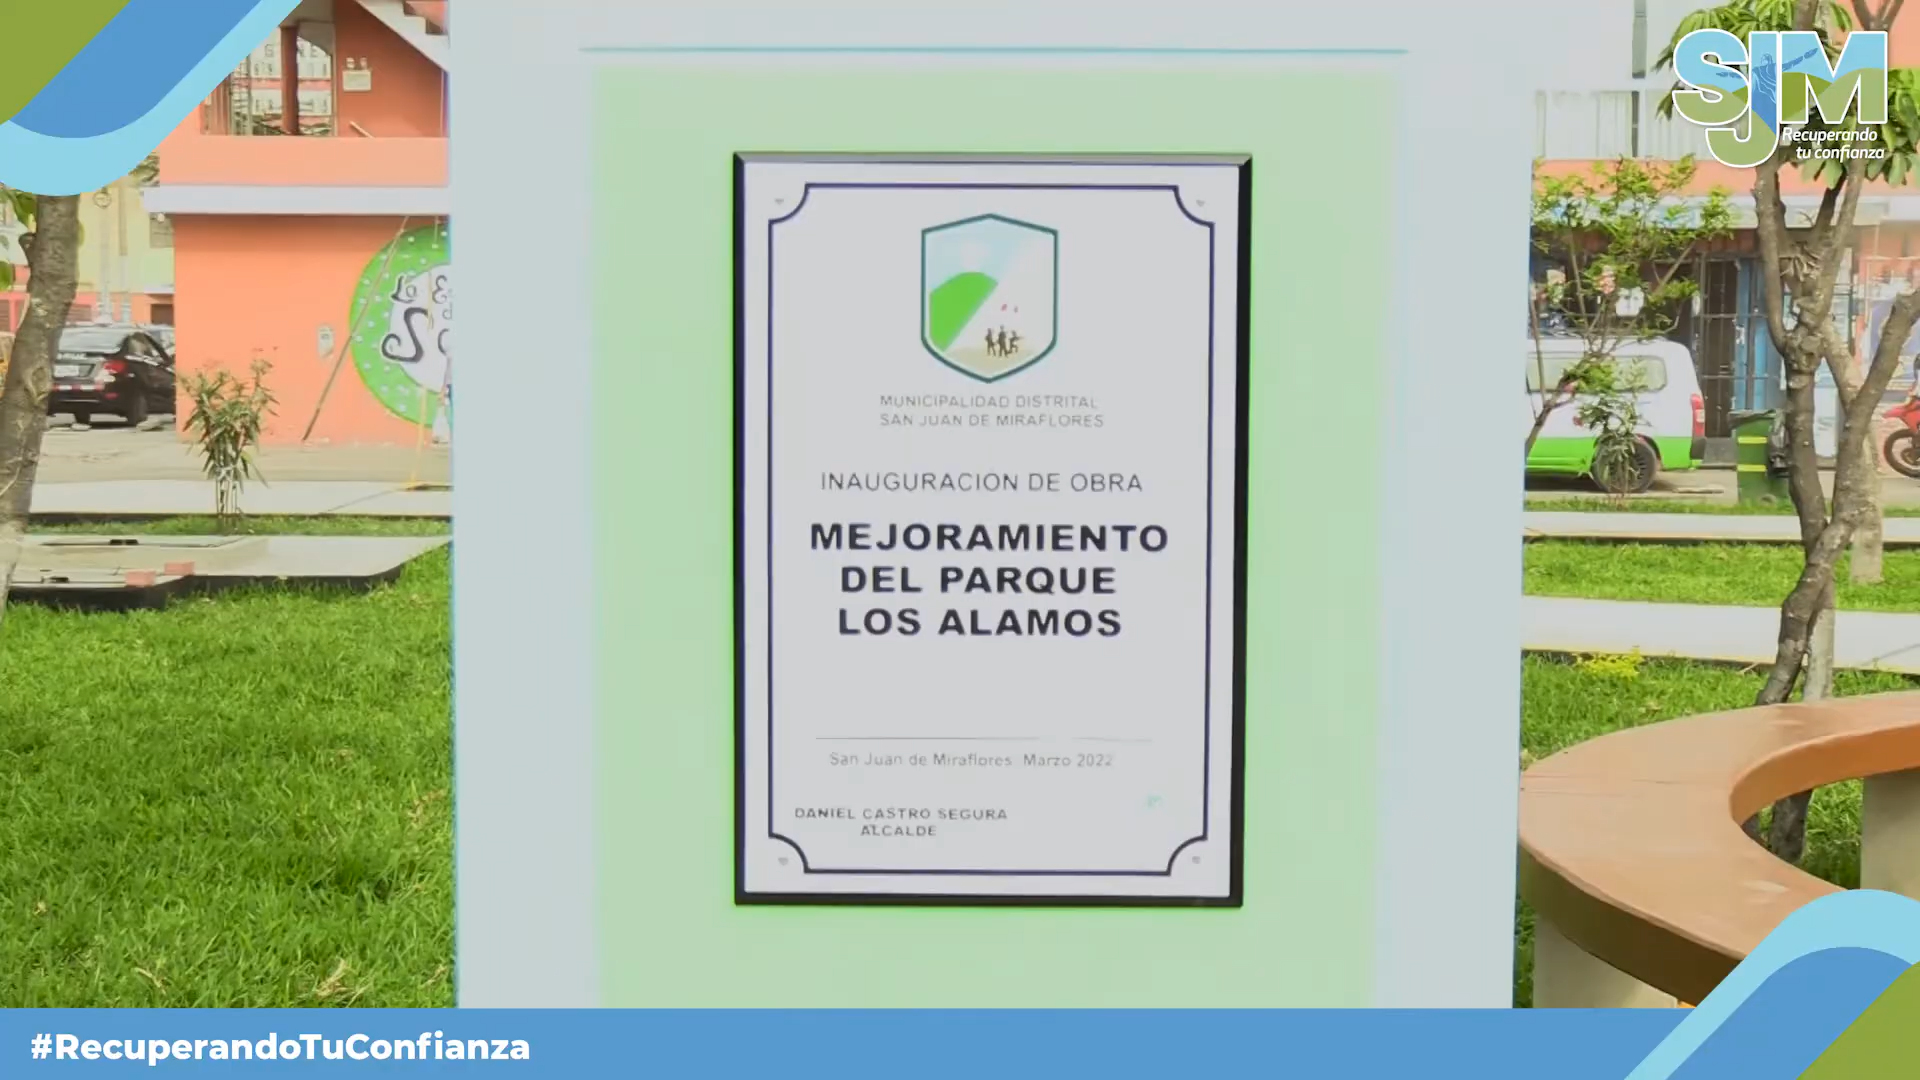 SJM
Recuperando
tu confianza
La
MUNICIPALIDAD DISTRITAL
SAN JUAN DE MIRAFLORES
INAUGURACION DE OBRA
MEJORAMIENTO
DEL PARQUE
LOS ALAMOS
San Juan de Miraflores, Marzo 2022
DANIEL CASTRO SEGURA
ALCALDE
#RecuperandoTuConfianza